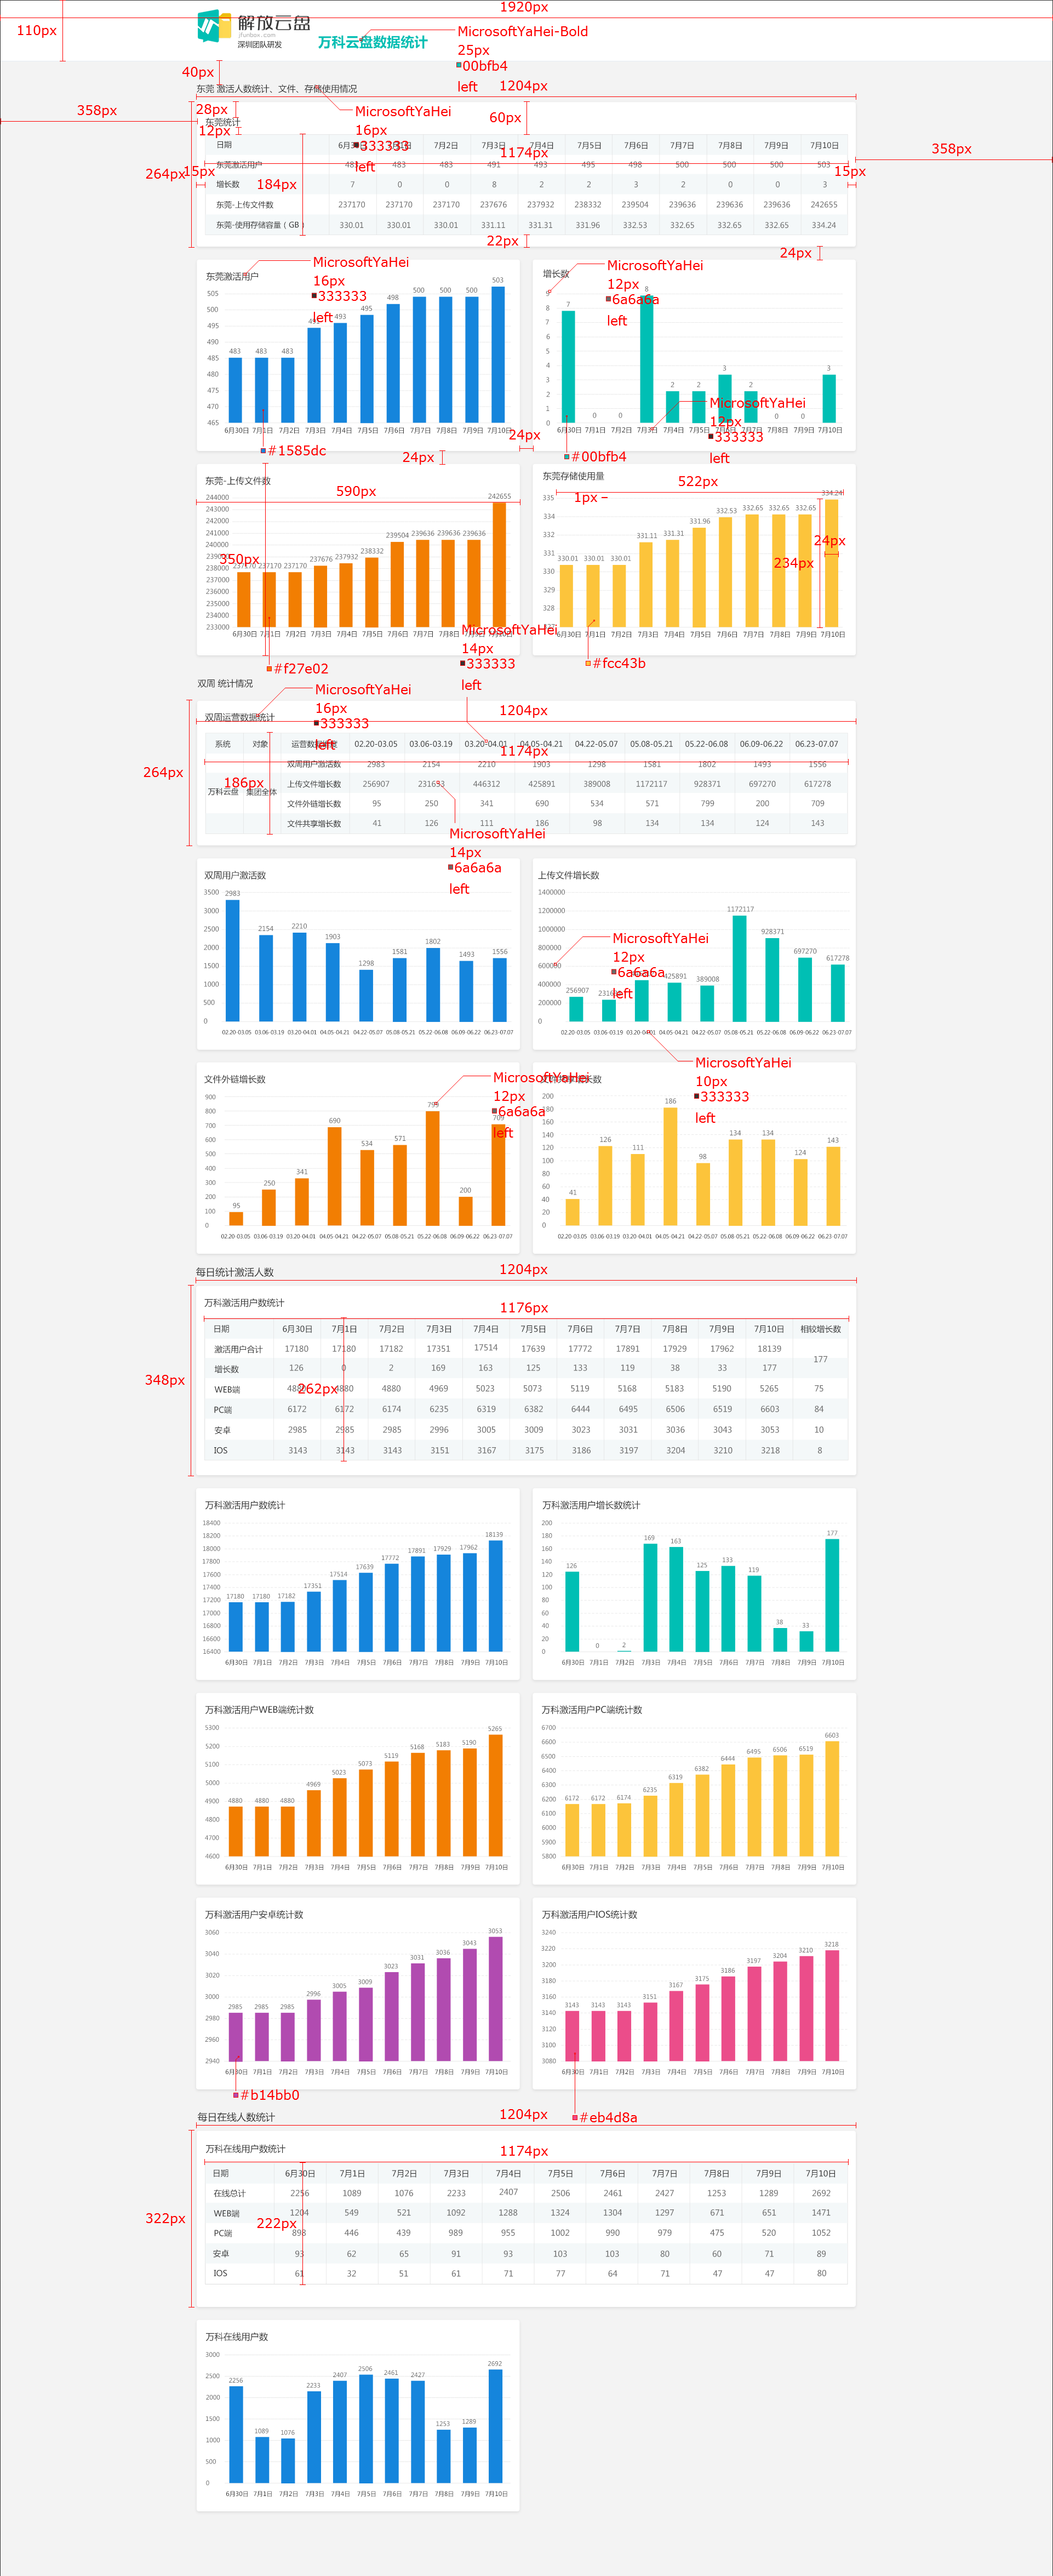 1920px
110px
解放云盘
jfunbox.com
深圳团队研发
万科云盘数据统计
MicrosoftYaHei-Bold
25px
00bfb4
left
40px
东莞 激活人数统计、文件、存储使用情况
1204px
358px
28px
东莞统计
12px
60px
MicrosoftYaHei
16px
333333
left
358px
264px
15px
184px
1174px
15px
日期 6月30日 7月1日 7月2日 7月3日 7月4日 7月5日 7月6日 7月7日 7月8日 7月9日 7月10日
东莞激活用户 483 483 483 491 493 495 498 500 500 500 503
增长数 7 0 0 8 2 2 3 2 0 0 3
东莞-上传文件数 237170 237170 237170 237676 237932 238332 239504 239636 239636 239636 242655
东莞-使用存储容量（GB） 330.01 330.01 330.01 331.11 331.31 331.96 332.53 332.65 332.65 332.65 334.24
22px
24px
东莞激活用户
MicrosoftYaHei
16px
333333
left
505
500
495
490
485
480
475
470
465
483 483 483 493 495 498 500 500 500 503
6月30日 7月1日 7月2日 7月3日 7月4日 7月5日 7月6日 7月7日 7月8日 7月9日 7月10日
#1585dc
增长数
MicrosoftYaHei
12px
6a6a6a
left
9
8
7
6
5
4
3
2
1
0
7 0 0 8 2 2 3 2 0 0 3
MicrosoftYaHei
12px
333333
left
6月30日 7月1日 7月2日 7月3日 7月4日 7月5日 7月6日 7月7日 7月8日 7月9日 7月10日
#00bfb4
24px
24px
东莞-上传文件数
590px
350px
244000
243000
242000
241000
240000
239000
238000
237000
236000
235000
234000
233000
237170 237170 237170 237676 237932 238332 239504 239636 239636 239636 242655
6月30日 7月1日 7月2日 7月3日 7月4日 7月5日 7月6日 7月7日 7月8日 7月9日 7月10日
#f27e02
MicrosoftYaHei
14px
333333
left
东莞存储使用量
522px
1px
24px
234px
335
334
332
331
330
329
328
327
330.01 330.01 330.01 331.11 331.31 331.96 332.53 332.65 332.65 332.65 334.24
6月30日 7月1日 7月2日 7月3日 7月4日 7月5日 7月6日 7月7日 7月8日 7月9日 7月10日
#fcc43b
双周 统计情况
MicrosoftYaHei
16px
333333
left
双周运营数据统计
1204px
1174px
264px
186px
系统 对象 02.20-03.05 03.06-03.19 03.20-04.01 04.05-04.21 04.22-05.07 05.08-05.21 05.22-06.08 06.09-06.22 06.23-07.07
万科云盘 集团全体
双周用户激活数 2983 2154 2210 1903 1298 1581 1802 1493 1556
上传文件增长数 256907 231653 446312 425891 389008 1172117 928371 697270 617278
文件外链增长数 95 250 341 690 534 571 799 200 709
文件共享增长数 41 126 111 186 98 134 134 124 143
MicrosoftYaHei
14px
6a6a6a
left
双周用户激活数
3500
3000
2500
2000
1500
1000
500
0
2983 2154 2210 1903 1298 1581 1802 1493 1556
02.20-03.05 03.06-03.19 03.20-04.01 04.05-04.21 04.22-05.07 05.08-05.21 05.22-06.08 06.09-06.22 06.23-07.07
上传文件增长数
MicrosoftYaHei
12px
6a6a6a
left
1400000
1200000
1000000
800000
600000
400000
200000
0
256907 425891 389008 1172117 928371 697270 617278
02.20-03.05 03.06-03.19 03.20-04.01 04.05-04.21 04.22-05.07 05.08-05.21 05.22-06.08 06.09-06.22 06.23-07.07
MicrosoftYaHei
10px
333333
left
文件外链增长数
MicrosoftYaHei
12px
6a6a6a
left
900
800
700
600
500
400
300
200
100
0
95 250 341 690 534 571 799 200 709
02.20-03.05 03.06-03.19 03.20-04.01 04.05-04.21 04.22-05.07 05.08-05.21 05.22-06.08 06.09-06.22 06.23-07.07
200
180
160
140
120
100
80
60
40
20
0
41 126 111 186 98 134 134 124 143
02.20-03.05 03.06-03.19 03.20-04.01 04.05-04.21 04.22-05.07 05.08-05.21 05.22-06.08 06.09-06.22 06.23-07.07
每日统计激活人数
1204px
万科激活用户数统计
1176px
348px
262px
日期 6月30日 7月1日 7月2日 7月3日 7月4日 7月5日 7月6日 7月7日 7月8日 7月9日 7月10日 相较增长数
激活用户合计 17180 17180 17182 17351 17514 17639 17772 17891 17929 17962 18139 177
增长数 126 0 2 169 163 125 133 119 38 33 177
WEB端 4880 4880 4880 4969 5023 5073 5119 5168 5183 5190 5265 75
PC端 6172 6172 6174 6235 6319 6382 6444 6495 6506 6519 6603 84
安卓 2985 2985 2985 2996 3005 3009 3023 3031 3036 3043 3053 10
IOS 3143 3143 3143 3151 3167 3175 3186 3197 3204 3210 3218 8
万科激活用户数统计
18400
18200
18000
17800
17600
17400
17200
17000
16800
16600
16400
17180 17180 17182 17351 17514 17639 17772 17891 17929 17962 18139
6月30日 7月1日 7月2日 7月3日 7月4日 7月5日 7月6日 7月7日 7月8日 7月9日 7月10日
万科激活用户增长数统计
200
180
160
140
120
100
80
60
40
20
0
126 0 2 169 163 125 133 119 38 33 177
6月30日 7月1日 7月2日 7月3日 7月4日 7月5日 7月6日 7月7日 7月8日 7月9日 7月10日
万科激活用户WEB端统计数
5300
5200
5100
5000
4900
4800
4700
4600
4880 4880 4880 4969 5023 5073 5119 5168 5183 5190 5265
6月30日 7月1日 7月2日 7月3日 7月4日 7月5日 7月6日 7月7日 7月8日 7月9日 7月10日
万科激活用户PC端统计数
6700
6600
6500
6400
6300
6200
6100
6000
5900
5800
6172 6172 6174 6235 6319 6382 6444 6495 6506 6519 6603
6月30日 7月1日 7月2日 7月3日 7月4日 7月5日 7月6日 7月7日 7月8日 7月9日 7月10日
万科激活用户安卓统计数
3060
3040
3020
3000
2980
2960
2940
2985 2985 2985 2996 3005 3009 3023 3031 3036 3043 3053
6月30日 7月1日 7月2日 7月3日 7月4日 7月5日 7月6日 7月7日 7月8日 7月9日 7月10日
#b14bb0
万科激活用户IOS统计数
3240
3220
3200
3180
3160
3140
3120
3100
3080
3143 3143 3143 3151 3167 3175 3186 3197 3204 3210 3218
6月30日 7月1日 7月2日 7月3日 7月4日 7月5日 7月6日 7月7日 7月8日 7月9日 7月10日
#eb4d8a
每日在线人数统计
1204px
万科在线用户数统计
1174px
322px
222px
日期 6月30日 7月1日 7月2日 7月3日 7月4日 7月5日 7月6日 7月7日 7月8日 7月9日 7月10日
在线总计 2256 1089 1076 2233 2407 2506 2461 2427 1253 1289 2692
WEB端 1204 549 521 1092 1288 1324 1304 1297 671 651 1471
PC端 898 446 439 989 955 1002 990 979 475 520 1052
安卓 93 62 65 91 93 103 103 80 60 71 89
IOS 61 32 51 61 71 77 64 71 47 47 80
万科在线用户数
3000
2500
2000
1500
1000
500
0
2256 1089 1076 2233 2407 2506 2461 2427 1253 1289 2692
6月30日 7月1日 7月2日 7月3日 7月4日 7月5日 7月6日 7月7日 7月8日 7月9日 7月10日